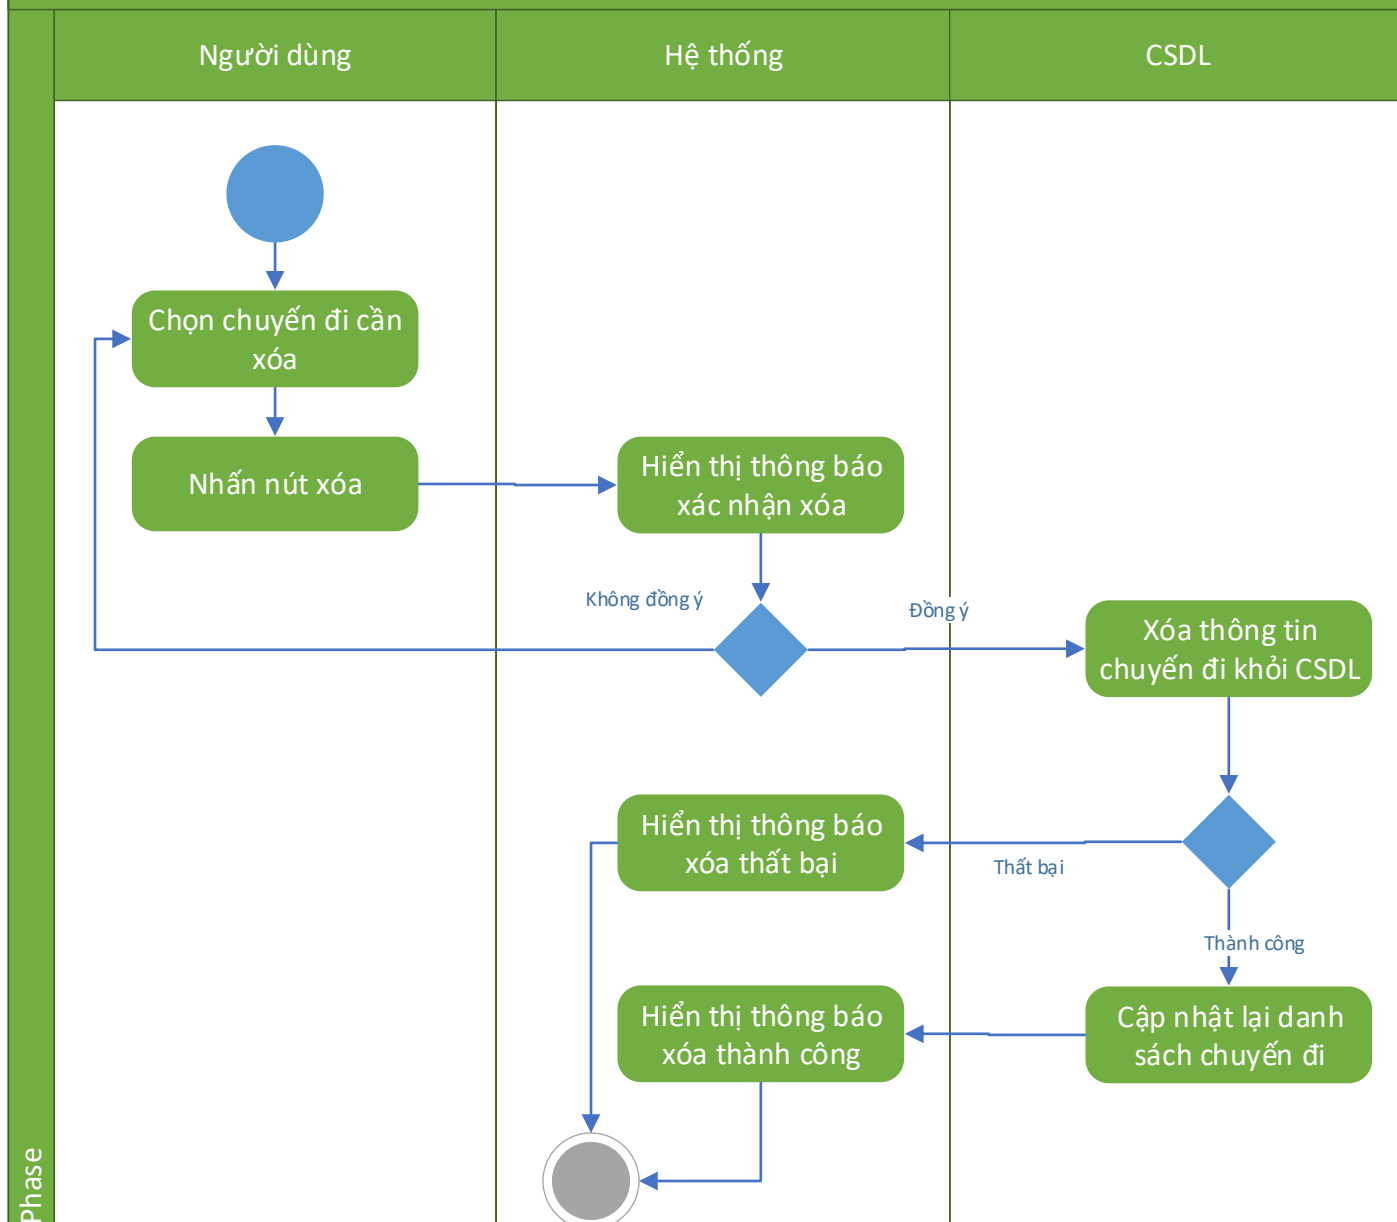 Người dùng
Hệ thống
CSDL
Chọn chuyến đi cần
xóa
Nhấn nút xóa
Hiển thị thông báo
xác nhận xóa
Không đồng ý
Đồng ý
Xóa thông tin
chuyến đi khỏi CSDL
Hiển thị thông báo
xóa thất bại
Thất bại
Thành công
Hiển thị thông báo
xóa thành công
Cập nhật lại danh
sách chuyến đi
Phase